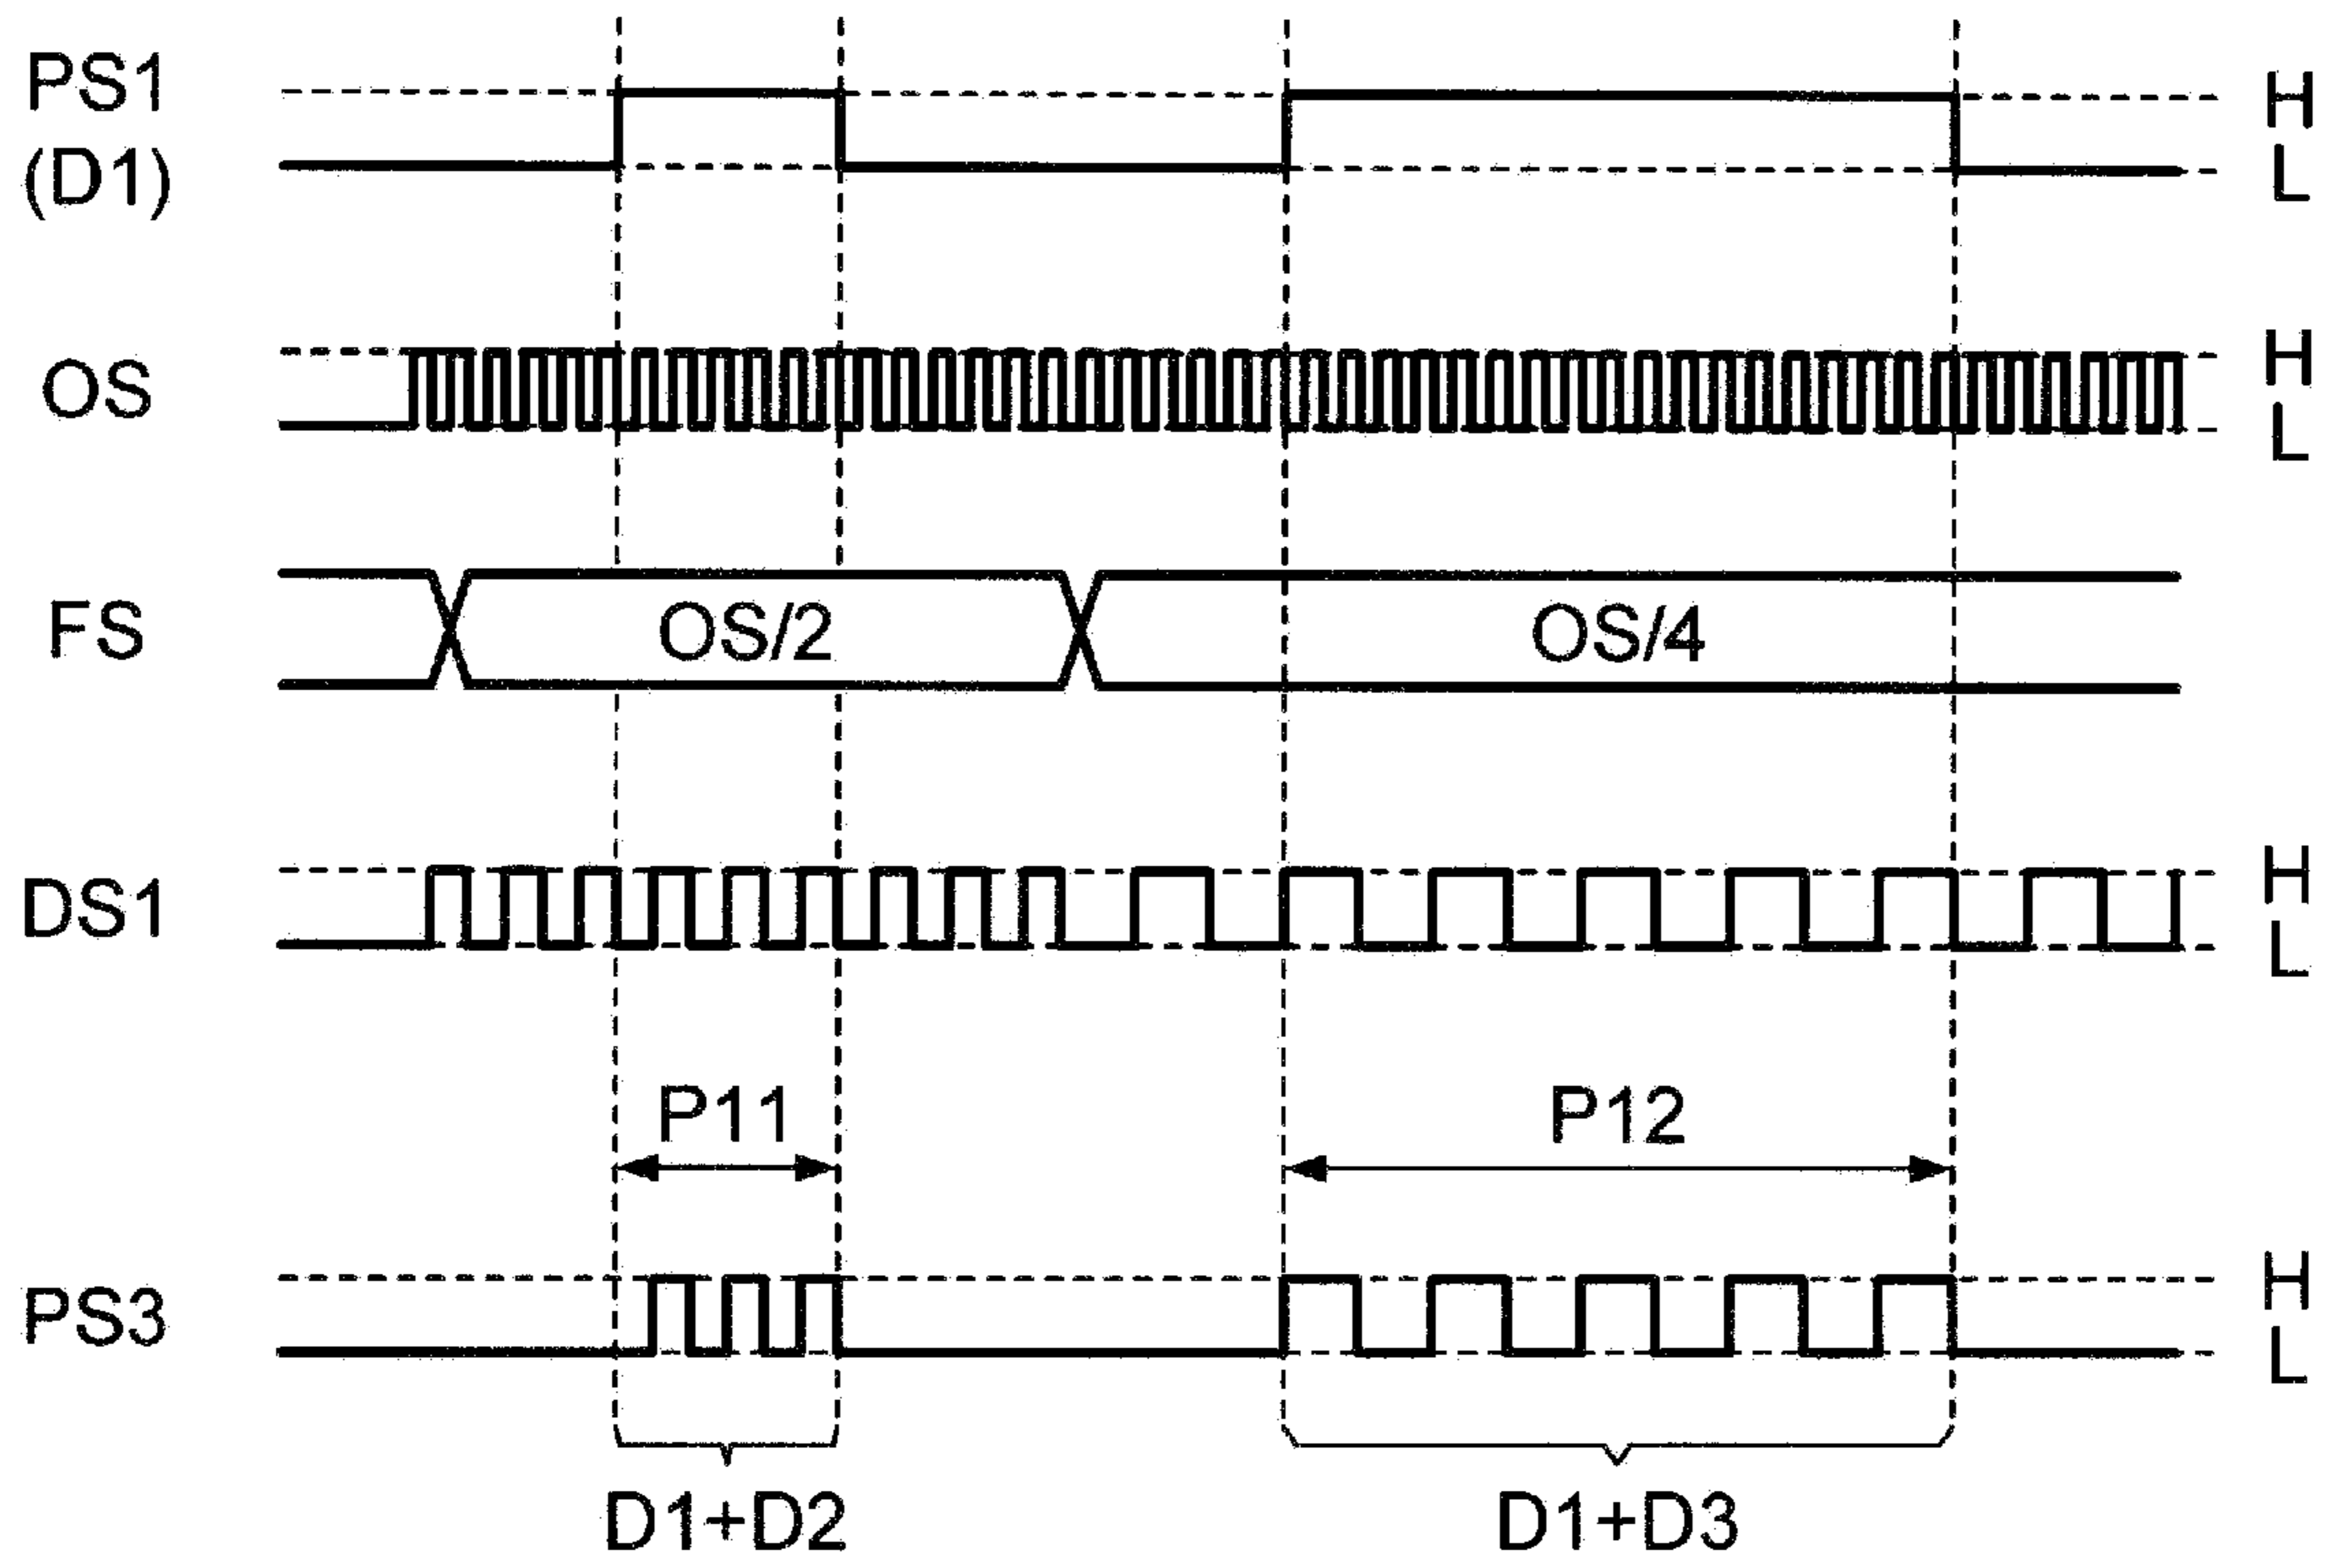 PS1
(D1)
H
L
OS
H
L
FS
OS/2
OS/4
DS1
H
L
P11
P12
PS3
H
L
D1+D2
D1+D3